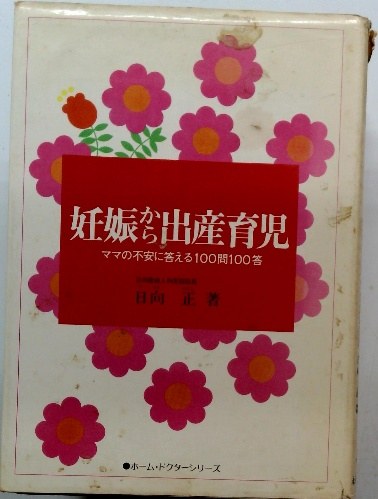 妊娠から出産育児
ママの不安に答える100問100答
日向 正 著
●ホーム・ドクターシリーズ